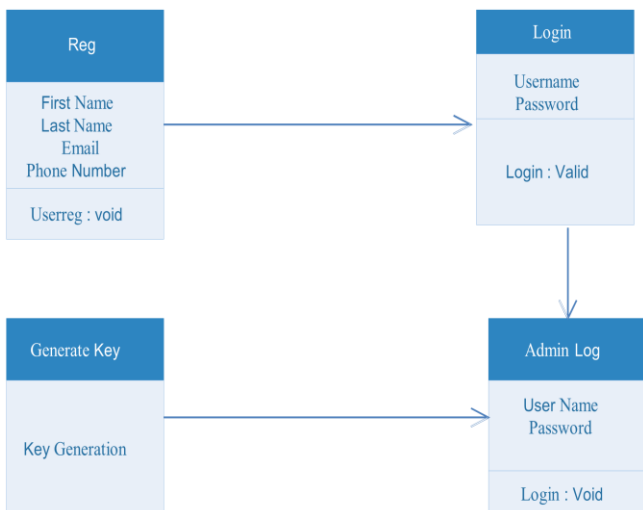 Reg
First Name
Last Name
Email
Phone Number
Userreg : void
Login
Username
Password
Login : Valid
Generate Key
Key Generation
Admin Log
User Name
Password
Login : Void